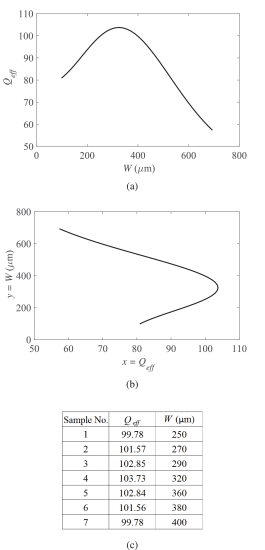 110
100
90
80
70
60
50
Q_eff
0 200 400 600 800
W (μm)
(a)
800
600
400
200
0
y = W (μm)
50 60 70 80 90 100 110
x = Q_eff
(b)
Sample No. Q_eff W (μm)
1 99.78 250
2 101.57 270
3 102.85 290
4 103.73 320
5 102.84 360
6 101.56 380
7 99.78 400
(c)